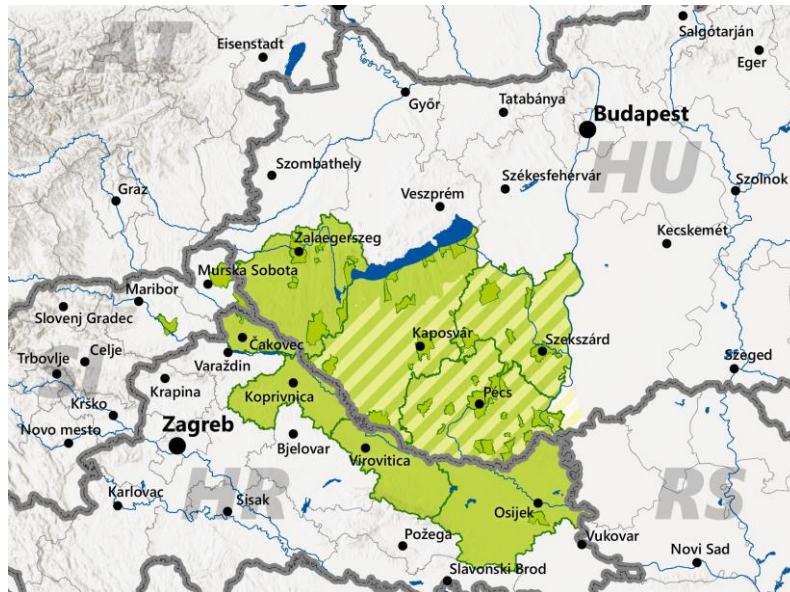 AT
Salgótarján
Eisenstadt
Eger
Győr
Tatabánya
Budapest
HU
Szombathely
Székesfehérvár
Szolnok
Graz
Veszprém
Kecskemét
Zalaegerszeg
Murska Sobota
Maribor
Slovenj Gradec
Kaposvár
Čakovec
Szekszárd
Celje
Trbovlje
Varaždin
Szeged
SI
Krapina
Koprivnica
Pécs
Krško
Zagreb
Novo mesto
Bjelovar
Virovitica
HR
RS
Karlovac
Sisak
Osijek
Požega
Vukovar
Novi Sad
Slavonski Brod